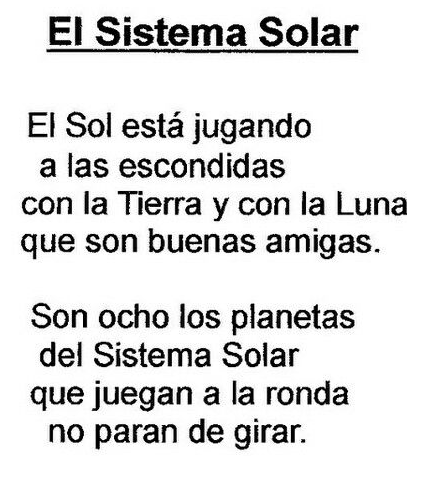 El Sistema Solar
El Sol está jugando
a las escondidas
con la Tierra y con la Luna
que son buenas amigas.
Son ocho los planetas
del Sistema Solar
que juegan a la ronda
no paran de girar.